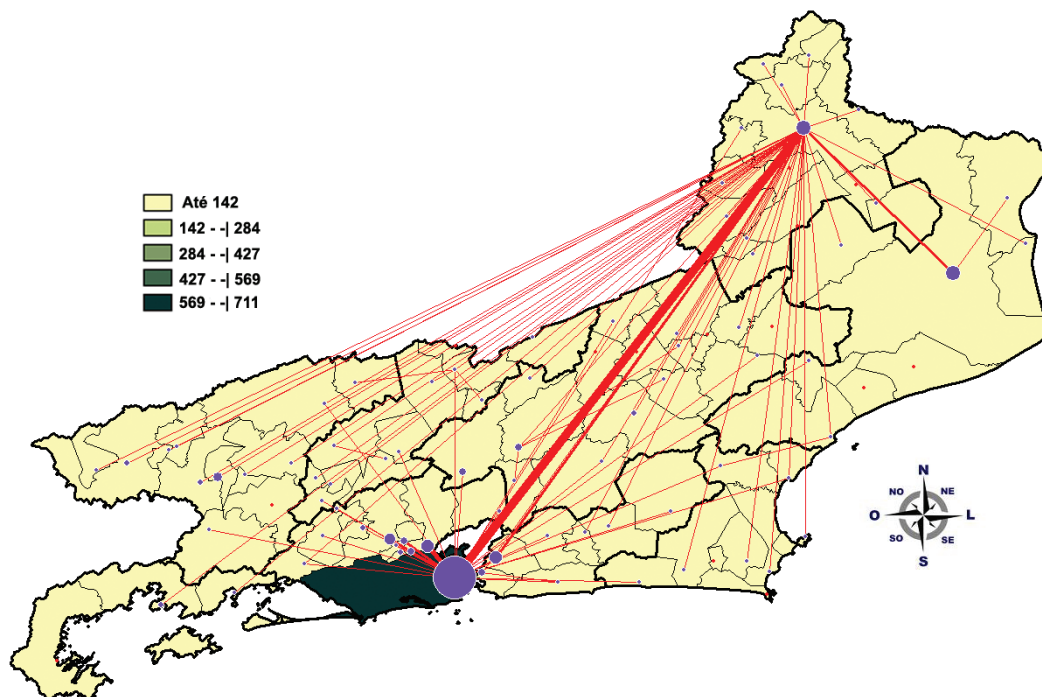 Até 142
142 - -| 284
284 - -| 427
427 - -| 569
569 - -| 711
N
NO NE
O L
SO SE
S